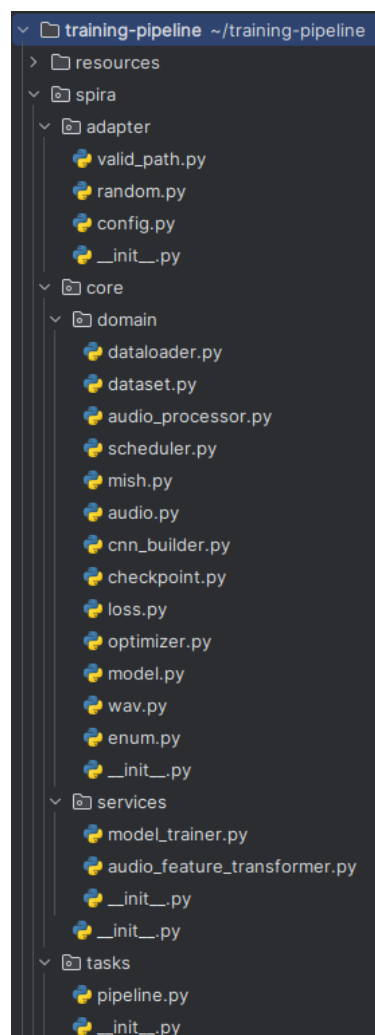 training-pipeline ~/training-pipeline
resources
spira
adapter
valid_path.py
random.py
config.py
__init__.py
core
domain
dataloader.py
dataset.py
audio_processor.py
scheduler.py
mish.py
audio.py
cnn_builder.py
checkpoint.py
loss.py
optimizer.py
model.py
wav.py
enum.py
__init__.py
services
model_trainer.py
audio_feature_transformer.py
__init__.py
__init__.py
tasks
pipeline.py
__init__.py